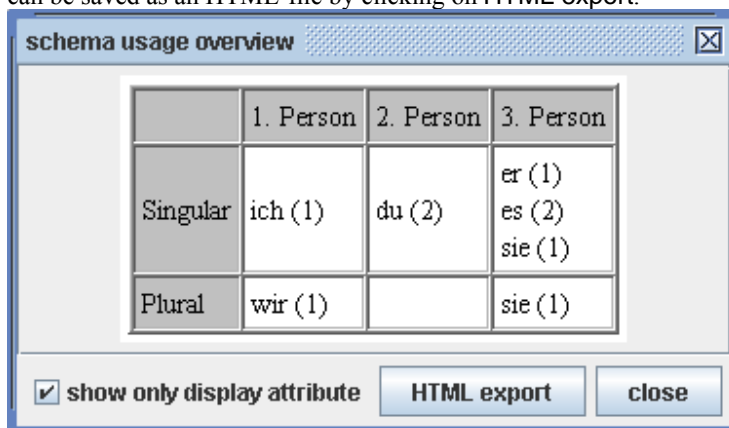 can be saved as an HTML file by clicking on HTML export.
schema usage overview
1. Person 2. Person 3. Person
Singular ich (1) du (2) er (1)
es (2)
sie (1)
Plural wir (1) sie (1)
show only display attribute HTML export close